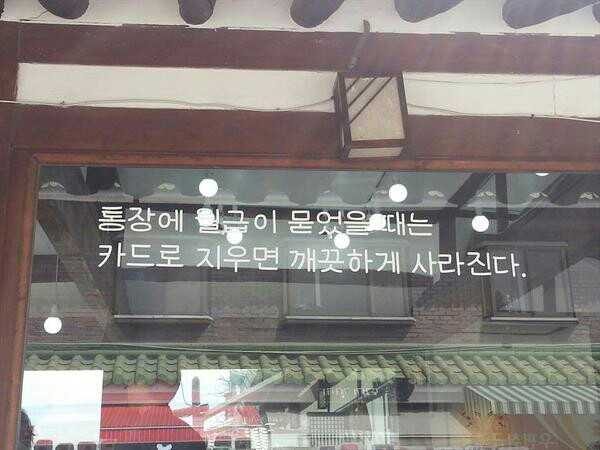 통장에 월급이 묻었을 때는
카드로 지우면 깨끗하게 사라진다.